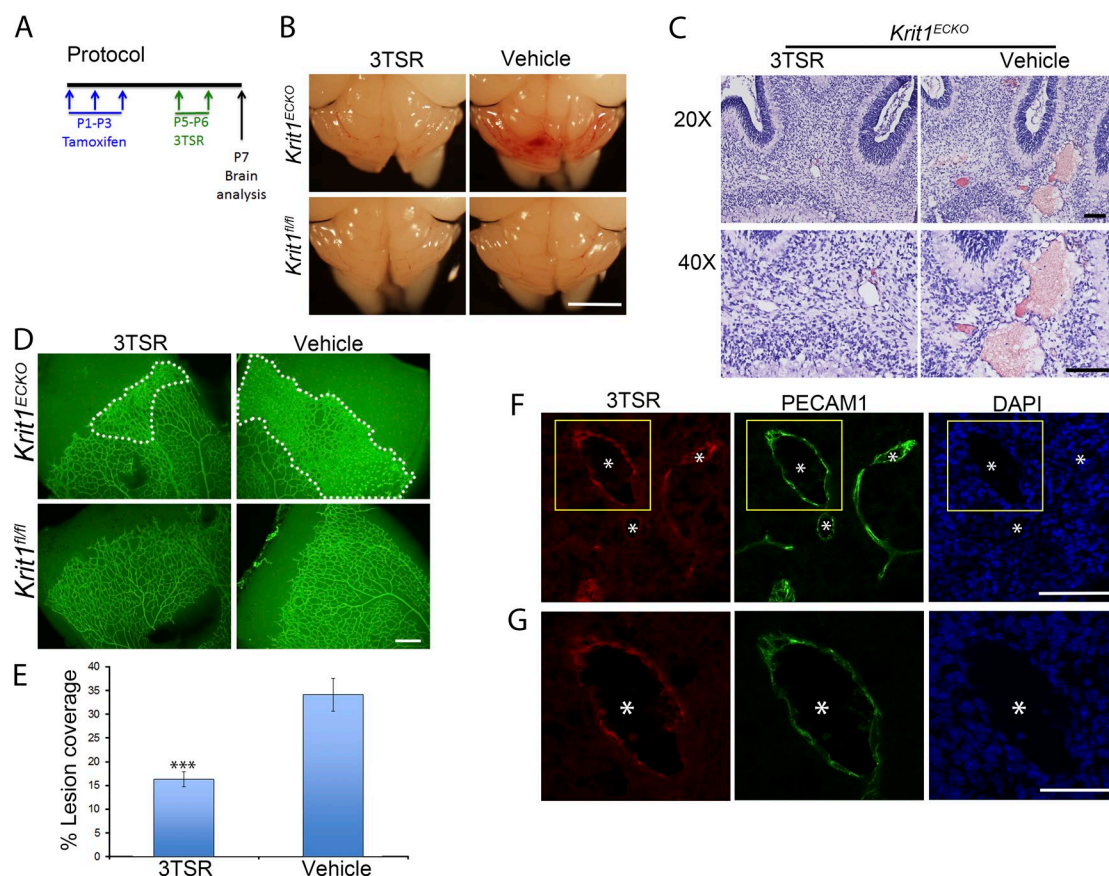 A
Protocol
P1-P3
Tamoxifen
P5-P6
3TSR
P7
Brain
analysis
B
3TSR Vehicle
Krit1ECKO
Krit1fl/fl
C
Krit1ECKO
3TSR Vehicle
20X
40X
D
3TSR Vehicle
Krit1ECKO
Krit1fl/fl
E
% Lesion coverage
40
35
30
25
20
15
10
5
0
***
3TSR Vehicle
F
3TSR PECAM1 DAPI
* * *
* * *
* * *
G
* * *